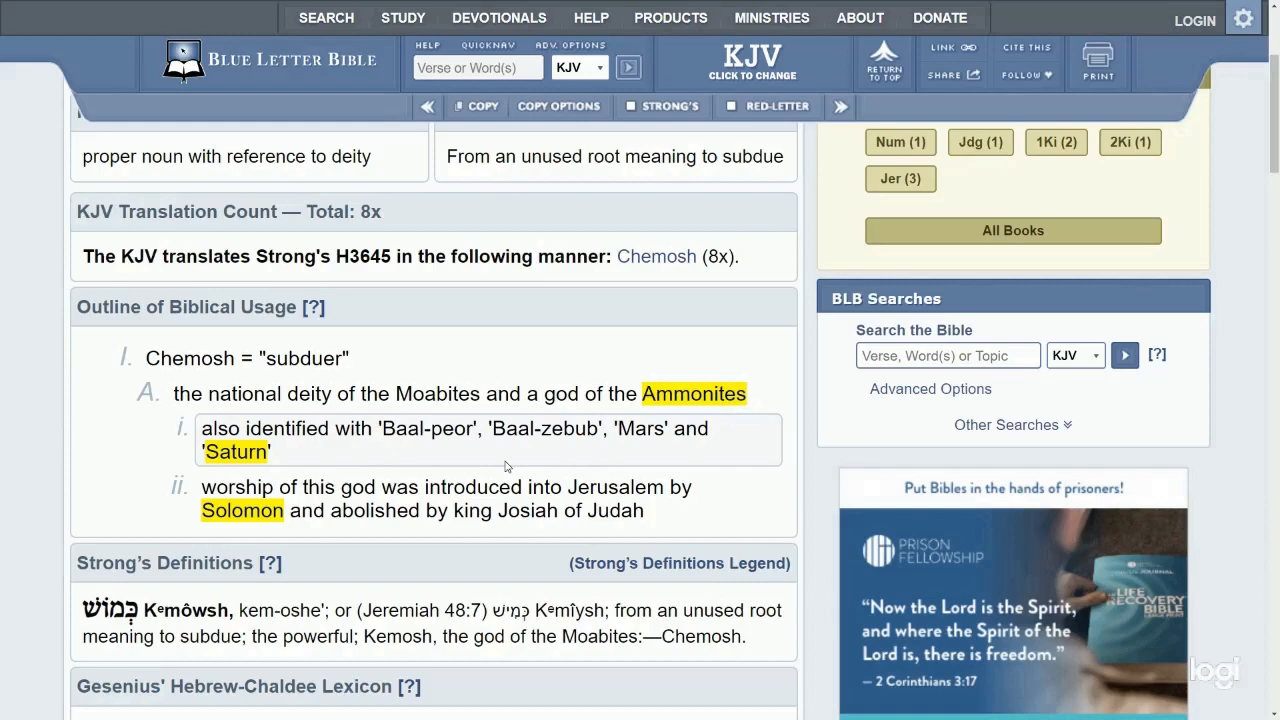 SEARCH STUDY DEVOTIONALS HELP PRODUCTS MINISTRIES ABOUT DONATE LOGIN
BLUE LETTER BIBLE
HELP QUICKNAV ADV. OPTIONS
Verse or Word(s) KJV
KJV
CLICK TO CHANGE
RETURN
TO TOP
LINK CITE THIS
SHARE FOLLOW
PRINT
COPY COPY OPTIONS STRONG'S RED-LETTER
proper noun with reference to deity
From an unused root meaning to subdue
KJV Translation Count — Total: 8x
The KJV translates Strong's H3645 in the following manner: Chemosh (8x).
Outline of Biblical Usage [?]
I. Chemosh = "subduer"
A. the national deity of the Moabites and a god of the Ammonites
i. also identified with 'Baal-peor', 'Baal-zebub', 'Mars' and
'Saturn'
ii. worship of this god was introduced into Jerusalem by
Solomon and abolished by king Josiah of Judah
Strong's Definitions [?] (Strong's Definitions Legend)
כְּמוֹשׁ Kᵉmôwsh, kem-oshe'; or (Jeremiah 48:7) כְּמִישׁ Kᵉmîysh; from an unused root
meaning to subdue; the powerful; Kemosh, the god of the Moabites:—Chemosh.
Gesenius' Hebrew-Chaldee Lexicon [?]
Num (1) Jdg (1) 1Ki (2) 2Ki (1)
Jer (3)
All Books
BLB Searches
Search the Bible
Verse, Word(s) or Topic KJV [?]
Advanced Options
Other Searches
Put Bibles in the hands of prisoners!
PRISON
FELLOWSHIP
"Now the Lord is the Spirit,
and where the Spirit of the
Lord is, there is freedom."
— 2 Corinthians 3:17
LIFE
RECOVERY
BIBLE
logi